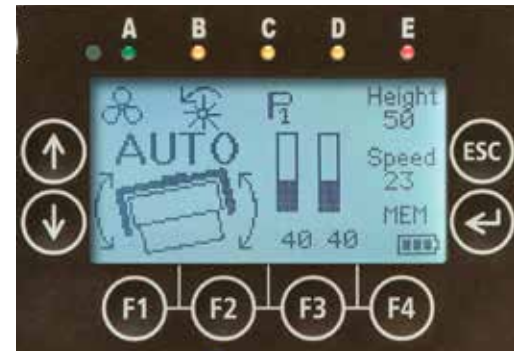 A B C D E
P1 Height
50
AUTO Speed
23
MEM
40 40
ESC
F1 F2 F3 F4